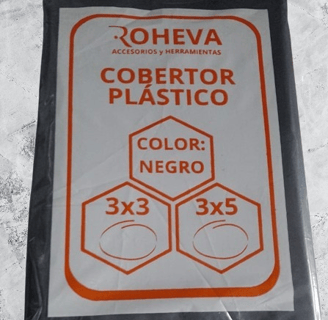 ROHEVA
ACCESORIOS y HERRAMIENTAS
COBERTOR
PLÁSTICO
COLOR:
NEGRO
3x3
3x5